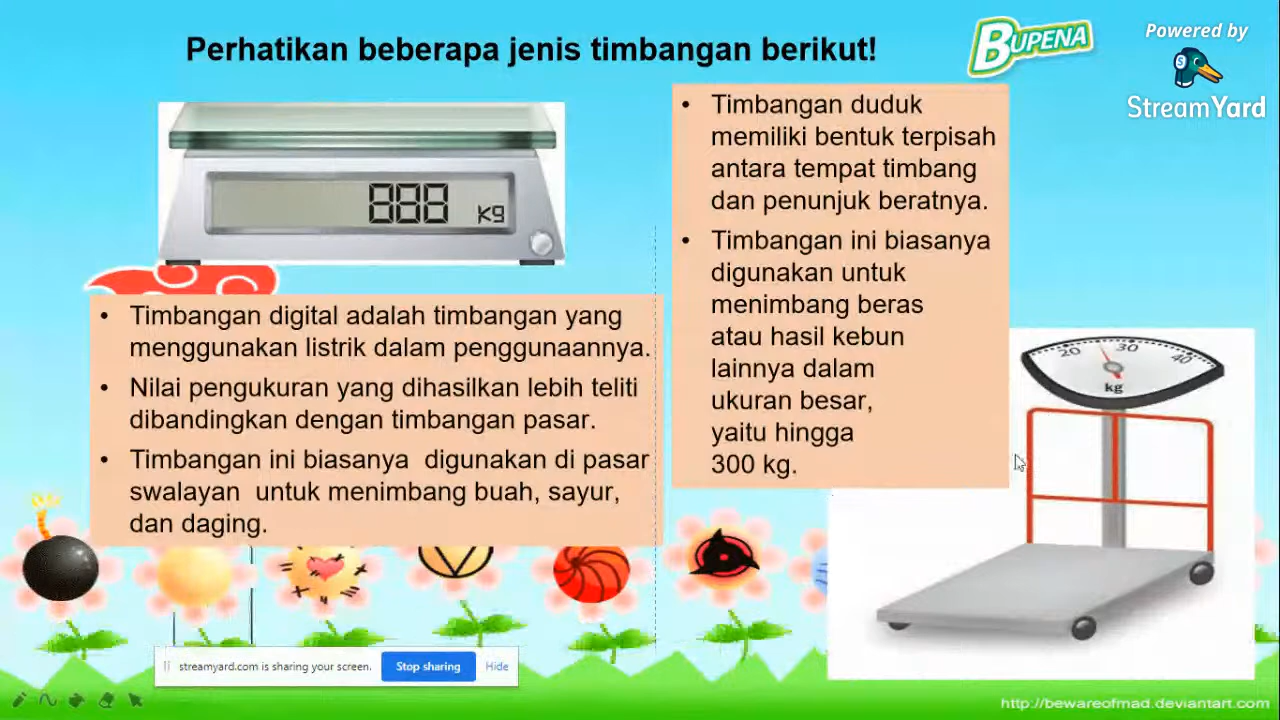 Perhatikan beberapa jenis timbangan berikut!
BUPENA
Powered by
StreamYard
888 kg
• Timbangan digital adalah timbangan yang
menggunakan listrik dalam penggunaannya.
• Nilai pengukuran yang dihasilkan lebih teliti
dibandingkan dengan timbangan pasar.
• Timbangan ini biasanya digunakan di pasar
swalayan untuk menimbang buah, sayur,
dan daging.
• Timbangan duduk
memiliki bentuk terpisah
antara tempat timbang
dan penunjuk beratnya.
• Timbangan ini biasanya
digunakan untuk
menimbang beras
atau hasil kebun
lainnya dalam
ukuran besar,
yaitu hingga
300 kg.
20 30 40
kg
streamyard.com is sharing your screen. Stop sharing Hide
http://bewareofmad.deviantart.com